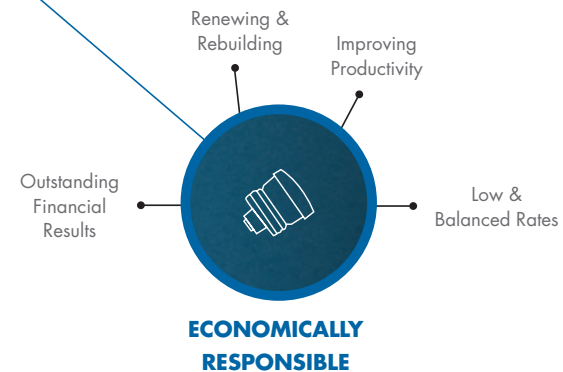 Renewing &
Rebuilding
Improving
Productivity
Outstanding
Financial
Results
Low &
Balanced Rates
ECONOMICALLY
RESPONSIBLE